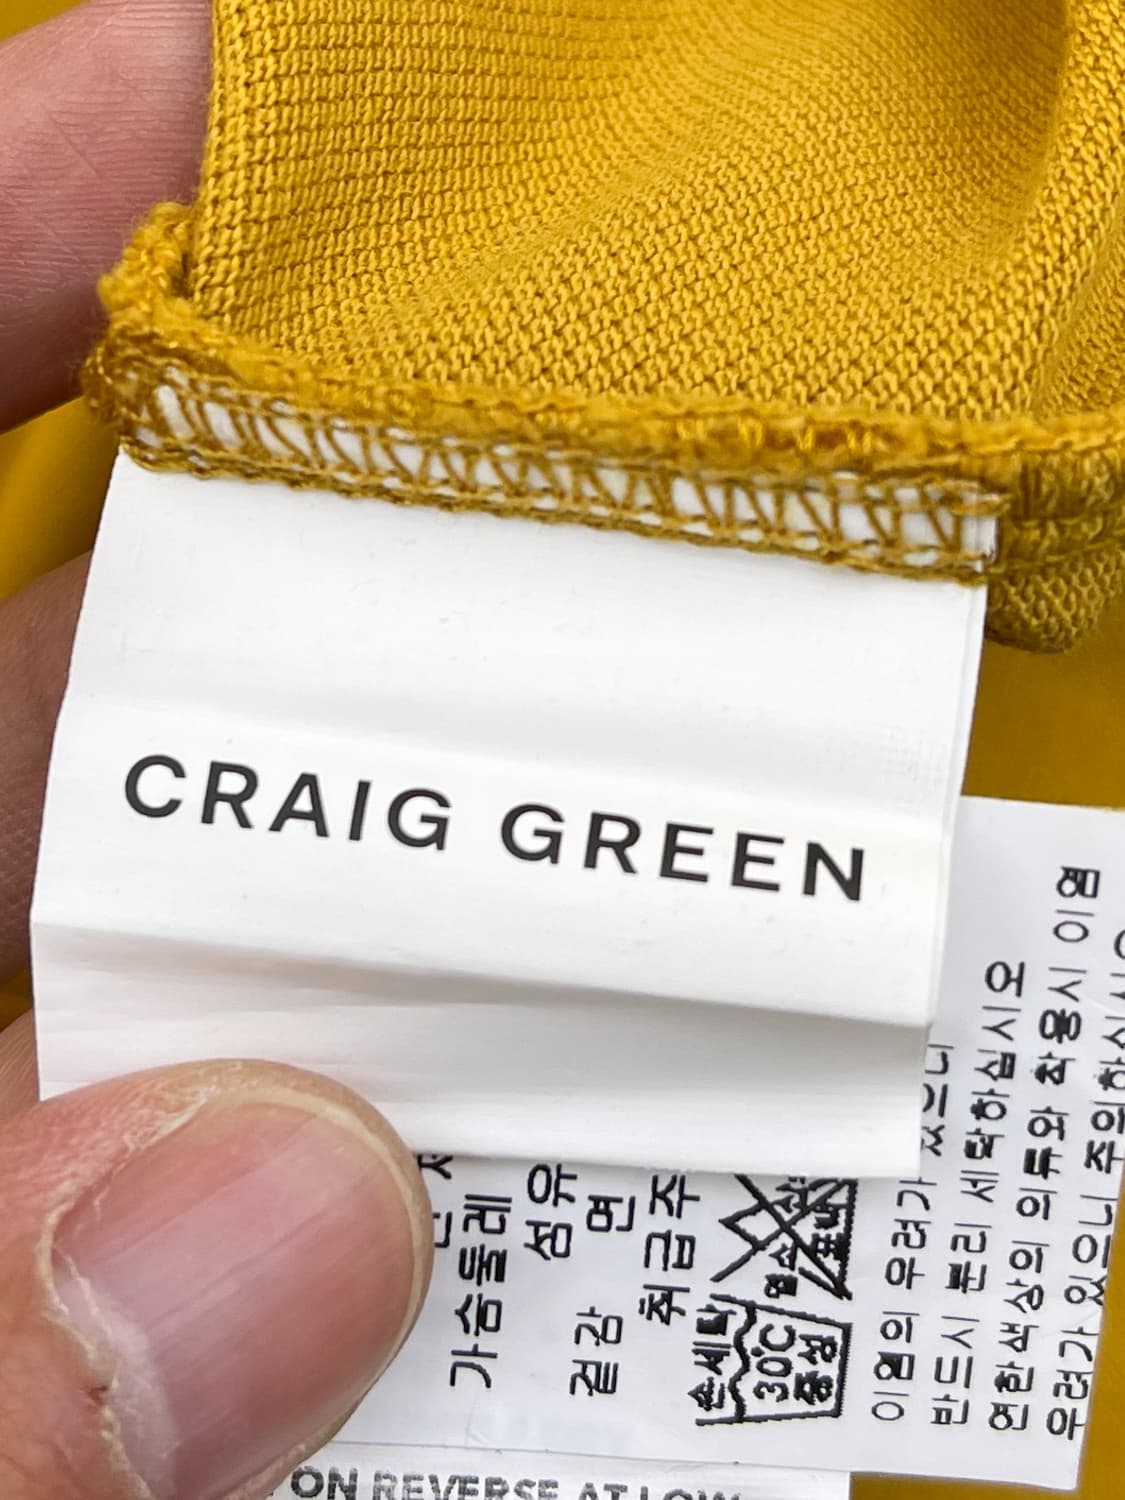 CRAIG GREEN
가슴둘레
섬유
겉감 면
취급주
손세탁
30°C
중성
이염의 우려가 있으니
반드시 분리 세탁하십시오
연한 색상의 의류와 착용시 이염
우려가 있으니 주의하십시오
ON REVERSE AT LOW